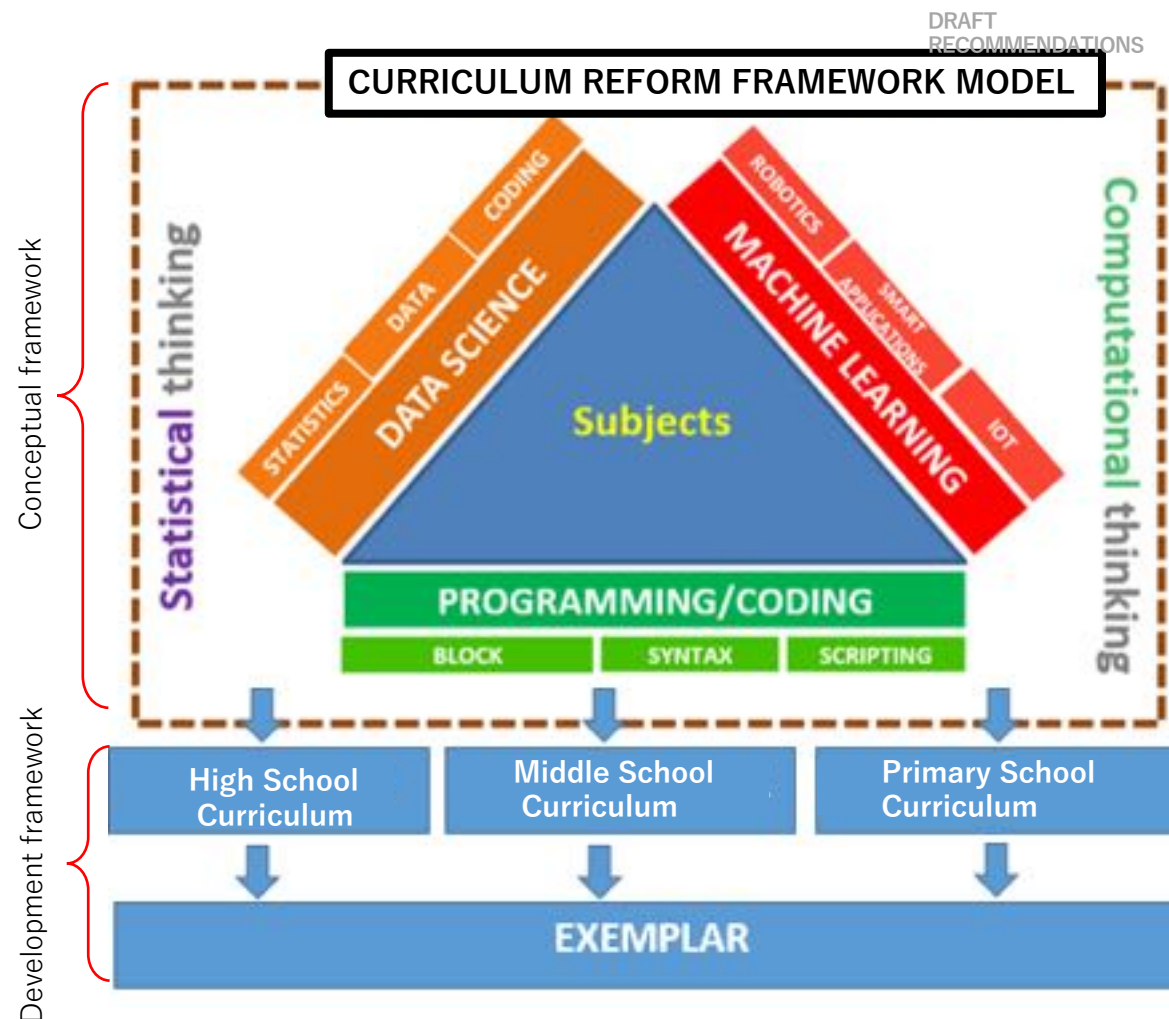 DRAFT
RECOMMENDATIONS
CURRICULUM REFORM FRAMEWORK MODEL
Conceptual framework
Statistical thinking
CODING
DATA
STATISTICS
DATA SCIENCE
Subjects
ROBOTICS
SMART
APPLICATIONS
IOT
MACHINE LEARNING
Computational thinking
PROGRAMMING/CODING
BLOCK
SYNTAX
SCRIPTING
Development framework
High School
Curriculum
Middle School
Curriculum
Primary School
Curriculum
EXEMPLAR